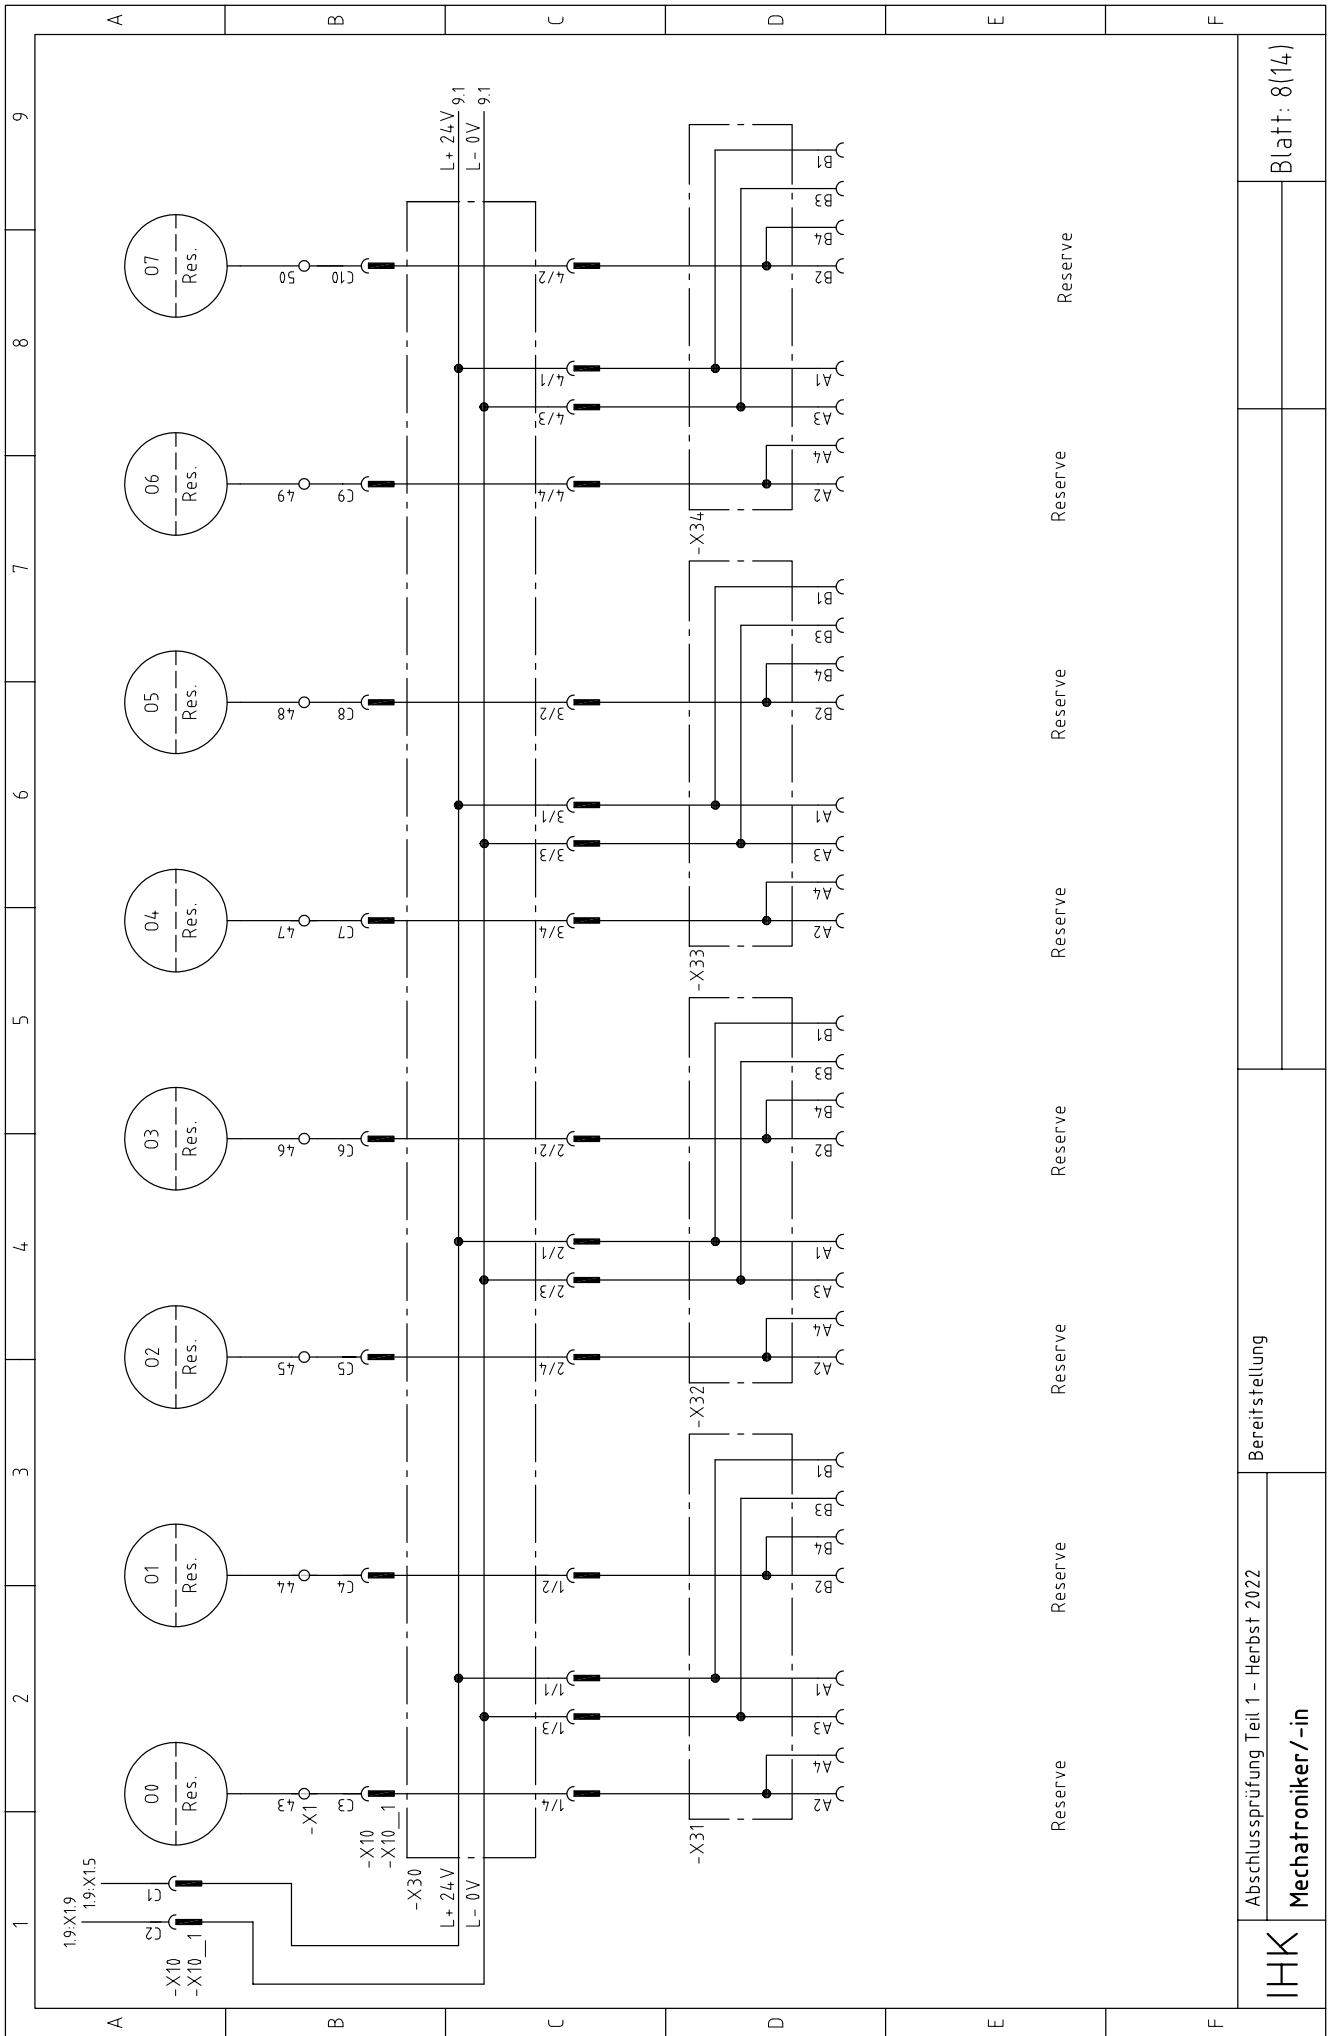 1 2 3 4 5 6 7 8 9
A A
1.9:X1.9
1.9:X1.5
00 01 02 03 04 05 06 07
Res. Res. Res. Res. Res. Res. Res. Res.
C2 C1
-X10
-X10_1
43 44 45 46 47 48 49 50
-X1
B B
C3 C4 C5 C6 C7 C8 C9 C10
-X10
-X10_1
-X30
L+ 24V L+ 24V 9.1
L- 0V L- 0V 9.1
C C
1/4 1/3 1/1 1/2 2/4 2/3 2/1 2/2 3/4 3/3 3/1 3/2 4/4 4/3 4/1 4/2
-X31 -X32 -X33 -X34
D D
A2 A4 A3 A1 B2 B4 B3 B1 A2 A4 A3 A1 B2 B4 B3 B1 A2 A4 A3 A1 B2 B4 B3 B1 A2 A4 A3 A1 B2 B4 B3 B1
E E
Reserve Reserve Reserve Reserve Reserve Reserve Reserve Reserve
F F
IHK
Abschlussprüfung Teil 1 - Herbst 2022
Mechatroniker/-in
Bereitstellung
Blatt: 8(14)